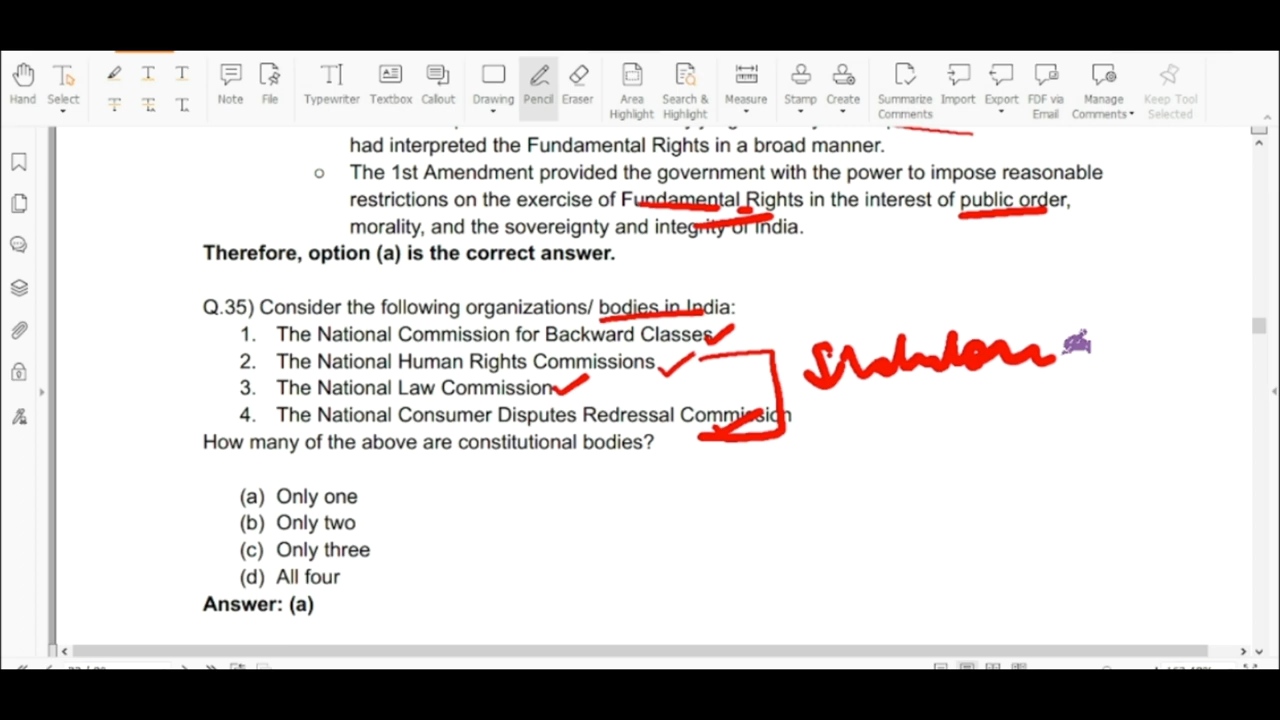 Hand Select Note File Typewriter Textbox Callout Drawing Pencil Eraser Area Highlight Search & Highlight Measure Stamp Create Summarize Comments Import Export FDF via Email Manage Comments Keep Tool Selected
had interpreted the Fundamental Rights in a broad manner.
o The 1st Amendment provided the government with the power to impose reasonable
restrictions on the exercise of Fundamental Rights in the interest of public order,
morality, and the sovereignty and integrity of India.
Therefore, option (a) is the correct answer.
Q.35) Consider the following organizations/ bodies in India:
1. The National Commission for Backward Classes
2. The National Human Rights Commissions
3. The National Law Commission
4. The National Consumer Disputes Redressal Commission
How many of the above are constitutional bodies?
(a) Only one
(b) Only two
(c) Only three
(d) All four
Answer: (a)